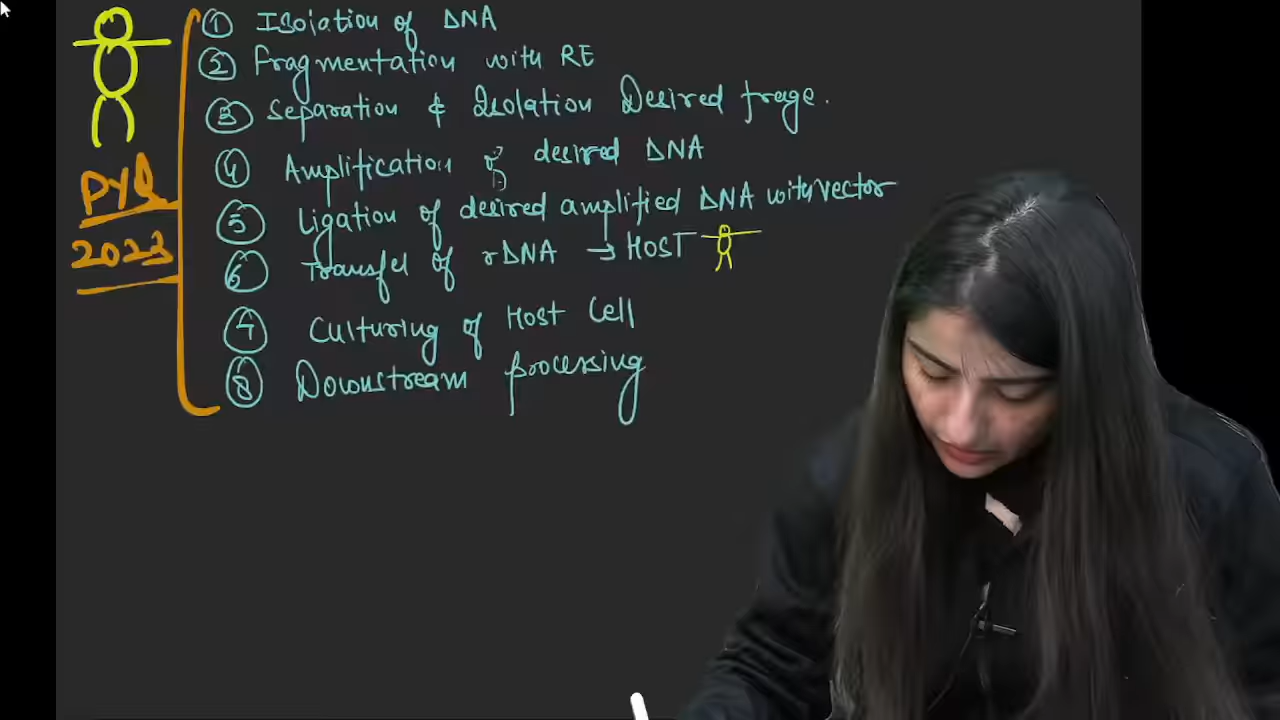 ① Isolation of DNA
② Fragmentation with RE
③ Separation & Isolation Desired frage.
④ Amplification of desired DNA
⑤ Ligation of desired amplified DNA with vector
⑥ Transfer of rDNA → HOST
⑦ Culturing of Host Cell
⑧ Downstream processing
PYQ
2023